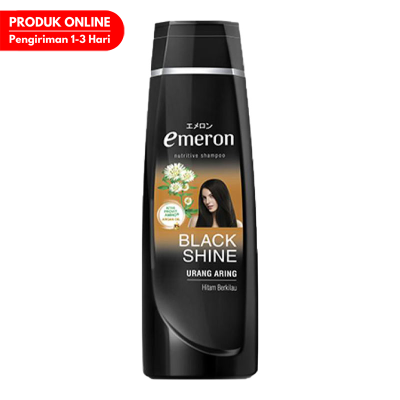 PRODUK ONLINE
Pengiriman 1-3 Hari
エメロン
emeron
nutritive shampoo
BLACK
SHINE
URANG ARING
Hitam Berkilau